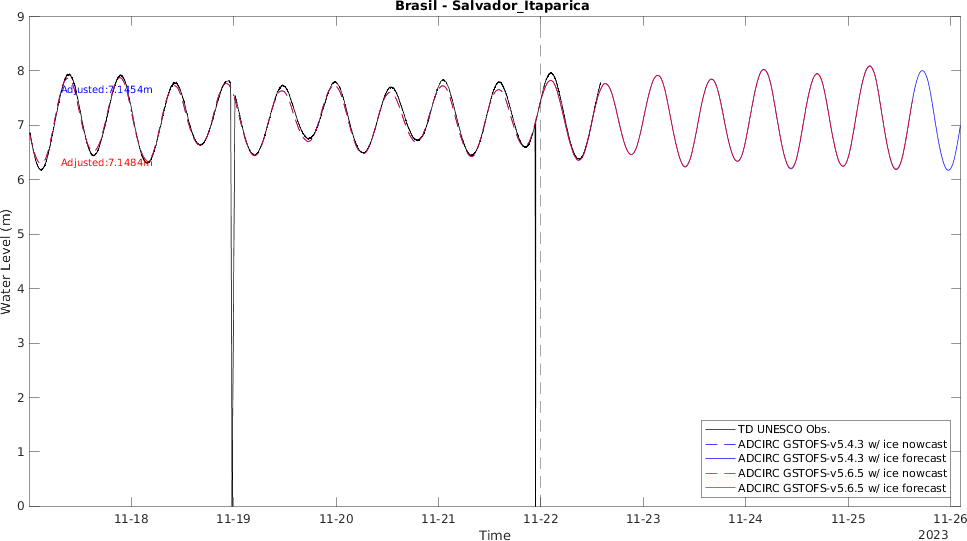 Brasil - Salvador_Itaparica
9
8
7
6
5
4
3
2
1
0
Water Level (m)
Adjusted:7.1454m
Adjusted:7.1484m
TD UNESCO Obs.
ADCIRC GSTOFS-v5.4.3 w/ ice nowcast
ADCIRC GSTOFS-v5.4.3 w/ ice forecast
ADCIRC GSTOFS-v5.6.5 w/ ice nowcast
ADCIRC GSTOFS-v5.6.5 w/ ice forecast
11-18 11-19 11-20 11-21 11-22 11-23 11-24 11-25 11-26
Time
2023